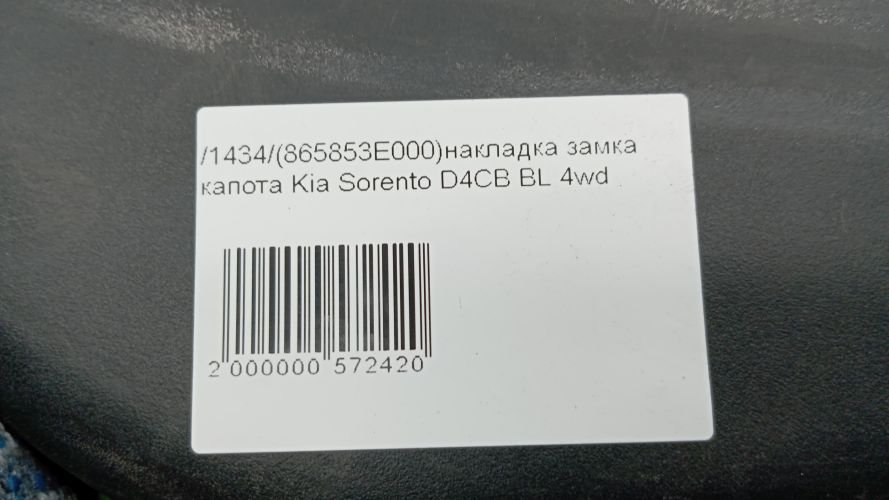 /1434/(865853E000)накладка замка
капота Kia Sorento D4CB BL 4wd
2 000000 572420